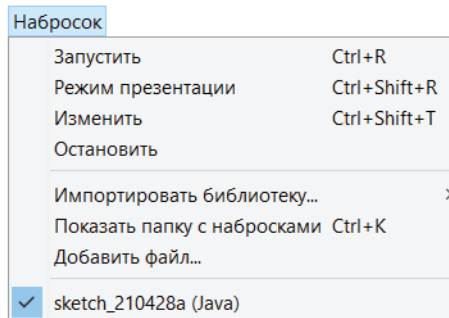 Набросок
Запустить Ctrl+R
Режим презентации Ctrl+Shift+R
Изменить Ctrl+Shift+T
Остановить
Импортировать библиотеку...
Показать папку с набросками Ctrl+K
Добавить файл...
sketch_210428a (Java)